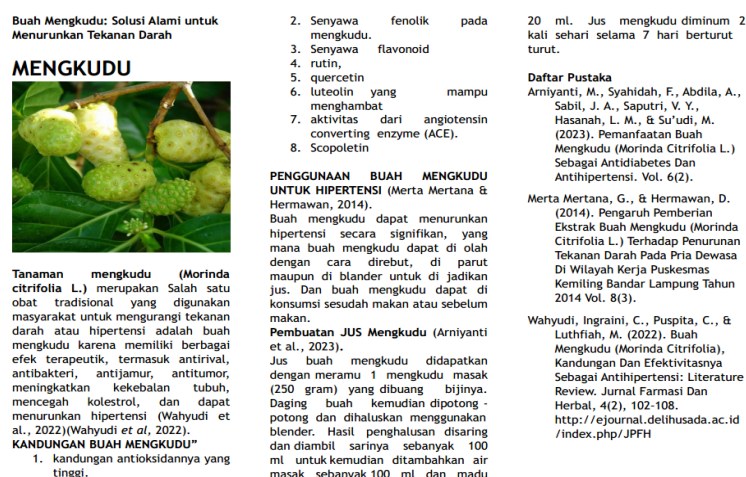 Buah Mengkudu: Solusi Alami untuk
Menurunkan Tekanan Darah
MENGKUDU
Tanaman mengkudu (Morinda
citrifolia L.) merupakan Salah satu
obat tradisional yang digunakan
masyarakat untuk mengurangi tekanan
darah atau hipertensi adalah buah
mengkudu karena memiliki berbagai
efek terapeutik, termasuk antirival,
antibakteri, antijamur, antitumor,
meningkatkan kekebalan tubuh,
mencegah kolestrol, dan dapat
menurunkan hipertensi (Wahyudi et
al., 2022)(Wahyudi et al, 2022).
KANDUNGAN BUAH MENGKUDU”
1. kandungan antioksidannya yang
tinggi.
2. Senyawa fenolik pada
mengkudu.
3. Senyawa flavonoid
4. rutin,
5. quercetin
6. luteolin yang mampu
menghambat
7. aktivitas dari angiotensin
converting enzyme (ACE).
8. Scopoletin
PENGGUNAAN BUAH MENGKUDU
UNTUK HIPERTENSI (Merta Mertana &
Hermawan, 2014).
Buah mengkudu dapat menurunkan
hipertensi secara signifikan, yang
mana buah mengkudu dapat di olah
dengan cara direbut, di parut
maupun di blander untuk di jadikan
jus. Dan buah mengkudu dapat di
konsumsi sesudah makan atau sebelum
makan.
Pembuatan JUS Mengkudu (Arniyanti
et al., 2023).
Jus buah mengkudu didapatkan
dengan meramu 1 mengkudu masak
(250 gram) yang dibuang bijinya.
Daging buah kemudian dipotong -
potong dan dihaluskan menggunakan
blender. Hasil penghalusan disaring
dan diambil sarinya sebanyak 100
ml untuk kemudian ditambahkan air
masak sebanyak 100 ml dan madu
20 ml. Jus mengkudu diminum 2
kali sehari selama 7 hari berturut
turut.
Daftar Pustaka
Arniyanti, M., Syahidah, F., Abdila, A.,
Sabil, J. A., Saputri, V. Y.,
Hasanah, L. M., & Su’udi, M.
(2023). Pemanfaatan Buah
Mengkudu (Morinda Citrifolia L.)
Sebagai Antidiabetes Dan
Antihipertensi. Vol. 6(2).
Merta Mertana, G., & Hermawan, D.
(2014). Pengaruh Pemberian
Ekstrak Buah Mengkudu (Morinda
Citrifolia L.) Terhadap Penurunan
Tekanan Darah Pada Pria Dewasa
Di Wilayah Kerja Puskesmas
Kemiling Bandar Lampung Tahun
2014 Vol. 8(3).
Wahyudi, Ingraini, C., Puspita, C., &
Luthfiah, M. (2022). Buah
Mengkudu (Morinda Citrifolia),
Kandungan Dan Efektivitasnya
Sebagai Antihipertensi: Literature
Review. Jurnal Farmasi Dan
Herbal, 4(2), 102–108.
http://ejournal.delihusada.ac.id
/index.php/JPFH